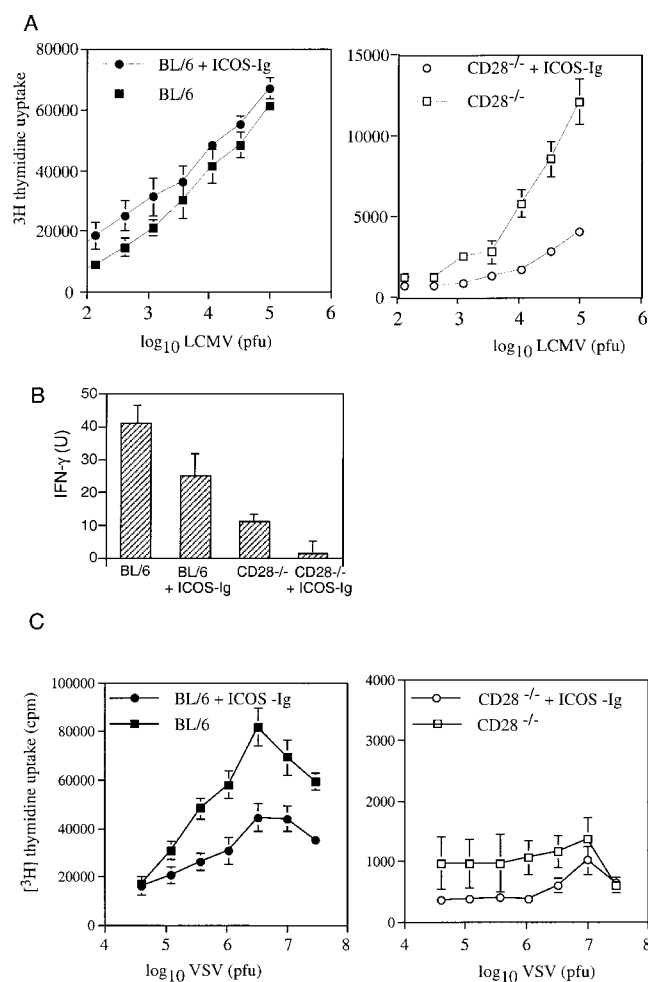 A
80000
60000
40000
20000
0
3H thymidine uyptake
BL/6 + ICOS-Ig
BL/6
2 3 4 5 6
log10 LCMV (pfu)
15000
10000
5000
0
CD28-/- + ICOS-Ig
CD28-/-
2 3 4 5 6
log10 LCMV (pfu)
B
50
40
30
20
10
0
IFN-γ (U)
BL/6
BL/6
+ ICOS-Ig
CD28-/-
CD28-/-
+ ICOS-Ig
C
100000
80000
60000
40000
20000
0
[3H] thymidine uptake (cpm)
BL/6 + ICOS -Ig
BL/6
4 5 6 7 8
log10 VSV (pfu)
4000
3000
2000
1000
0
CD28 -/- + ICOS -Ig
CD28 -/-
4 5 6 7 8
log10 VSV (pfu)